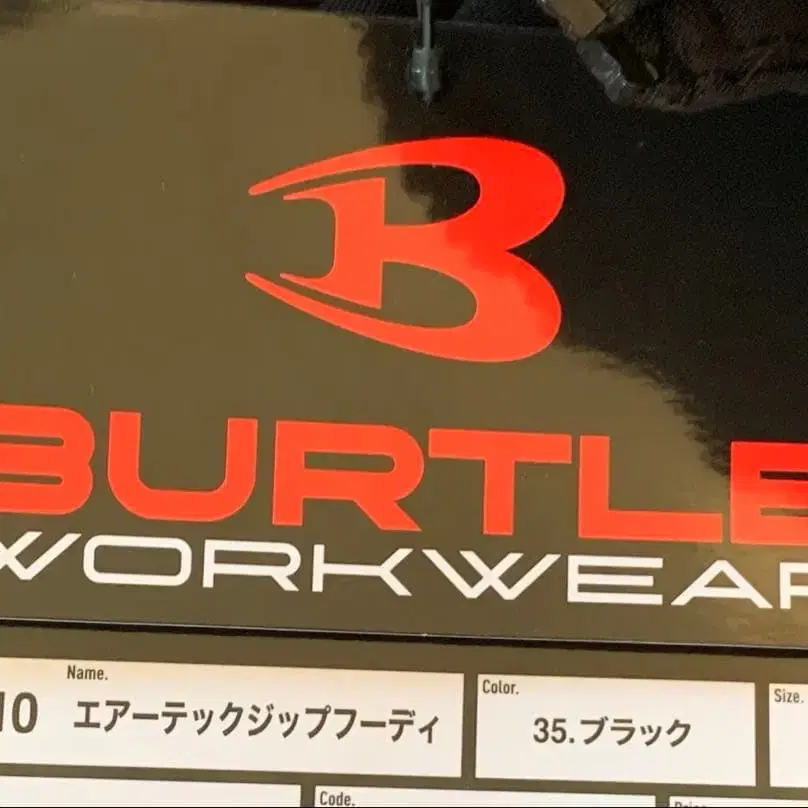 B
BURTLE
WORKWEAR
Name.
10 エアーテックジップフーディ
Color.
35.ブラック
Size.
Code.